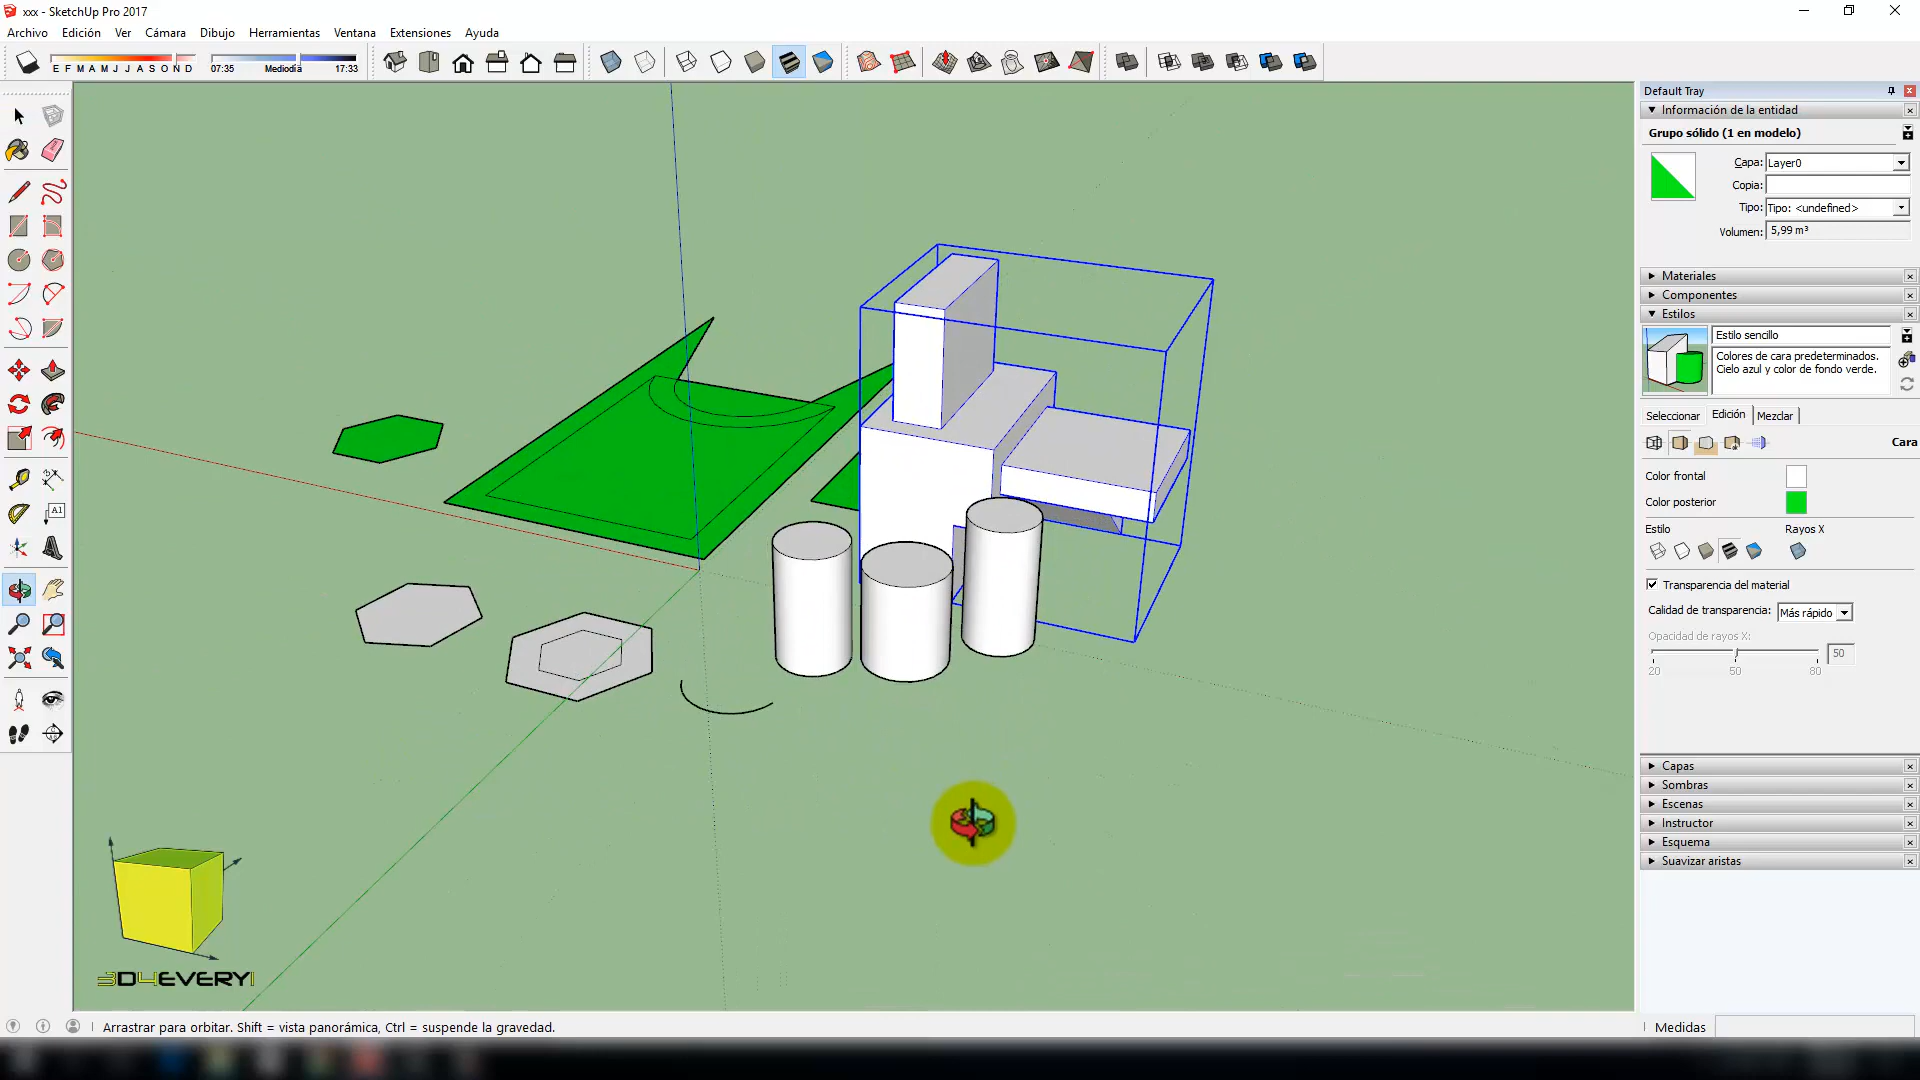 xxx - SketchUp Pro 2017
Archivo Edición Ver Cámara Dibujo Herramientas Ventana Extensiones Ayuda
E F M A M J J A S O N D
07:35 Mediodía 17:33
Default Tray
Información de la entidad
Grupo sólido (1 en modelo)
Capa: Layer0
Copia:
Tipo: Tipo: <undefined>
Volumen: 5,99 m³
Materiales
Componentes
Estilos
Estilo sencillo
Colores de cara predeterminados.
Cielo azul y color de fondo verde.
Seleccionar Edición Mezclar
Cara
Color frontal
Color posterior
Estilo Rayos X
Transparencia del material
Calidad de transparencia: Más rápido
Opacidad de rayos X:
50
20 50 80
Capas
Sombras
Escenas
Instructor
Esquema
Suavizar aristas
A1
3D4EVERY1
Arrastrar para orbitar. Shift = vista panorámica, Ctrl = suspende la gravedad.
Medidas